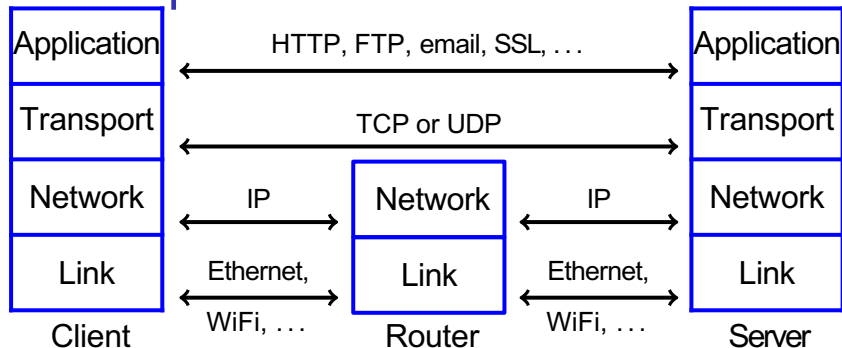 Application HTTP, FTP, email, SSL, . . . Application
Transport TCP or UDP Transport
Network IP Network IP Network
Link Ethernet, Link Ethernet, Link
WiFi, . . . WiFi, . . .
Client Router Server